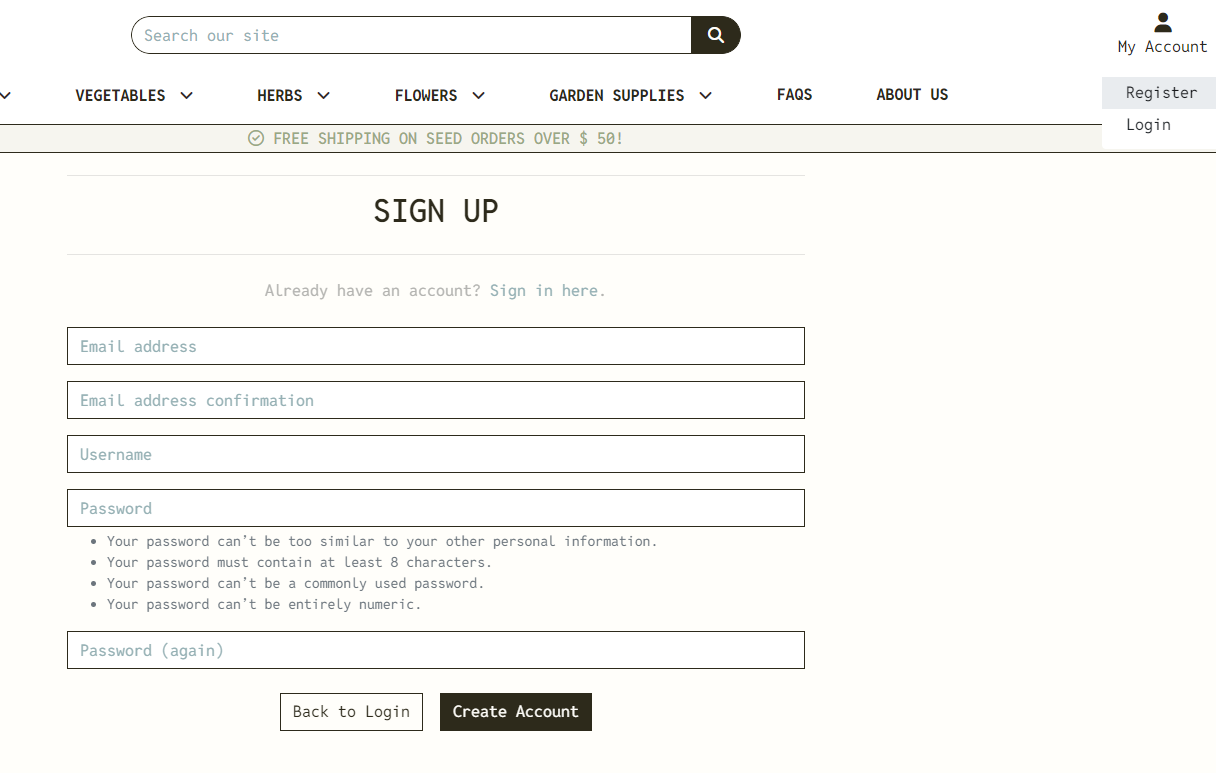 Search our site
My Account
VEGETABLES HERBS FLOWERS GARDEN SUPPLIES FAQS ABOUT US
Register
Login
FREE SHIPPING ON SEED ORDERS OVER $ 50!
SIGN UP
Already have an account? Sign in here.
Email address
Email address confirmation
Username
Password
• Your password can’t be too similar to your other personal information.
• Your password must contain at least 8 characters.
• Your password can’t be a commonly used password.
• Your password can’t be entirely numeric.
Password (again)
Back to Login Create Account